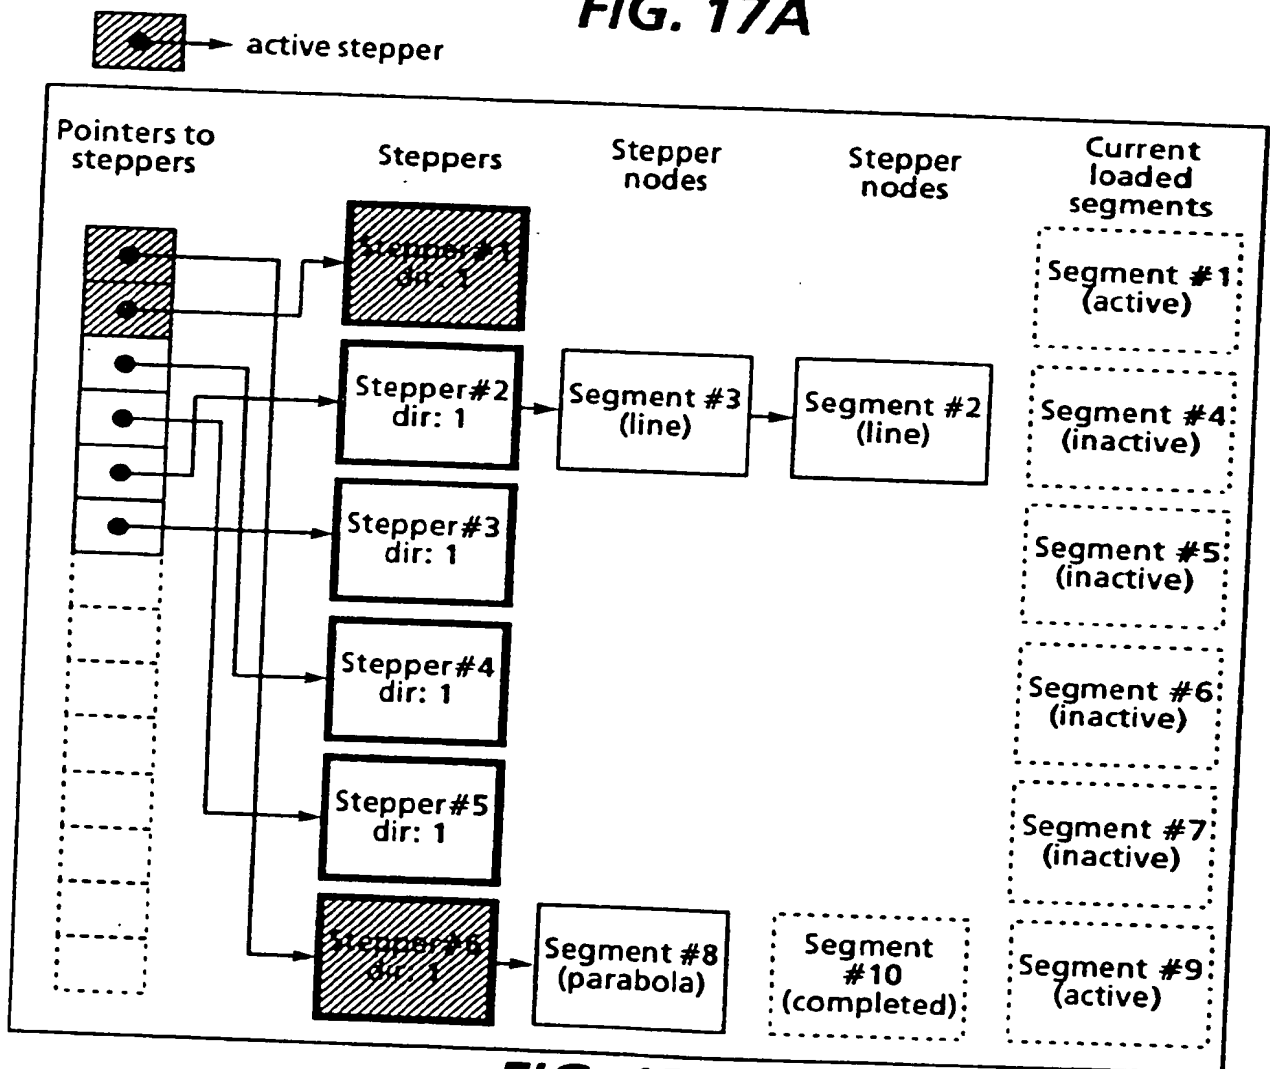 FIG. 17A
active stepper
Pointers to
steppers
Steppers
Stepper
nodes
Stepper
nodes
Current
loaded
segments
Stepper#1
dir: 1
Segment #1
(active)
Stepper#2
dir: 1
Segment #3
(line)
Segment #2
(line)
Segment #4
(inactive)
Stepper#3
dir: 1
Segment #5
(inactive)
Stepper#4
dir: 1
Segment #6
(inactive)
Stepper#5
dir: 1
Segment #7
(inactive)
Stepper#6
dir: 1
Segment #8
(parabola)
Segment
#10
(completed)
Segment #9
(active)
FIG.